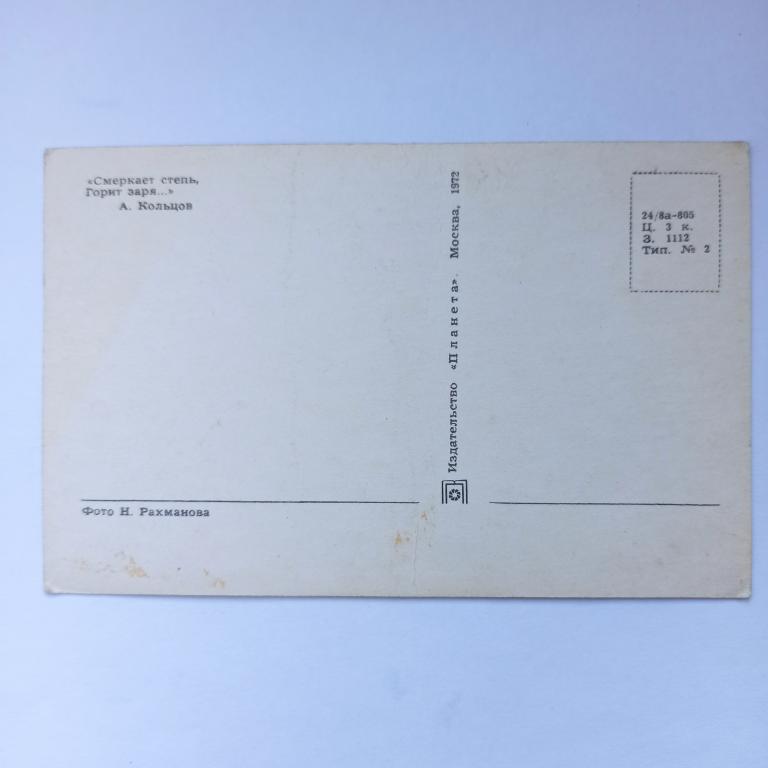 «Смеркает степь,
Горит заря...»
А. Кольцов
Издательство «Планета». Москва, 1972
24/8а-805
Ц. 3 к.
З. 1112
Тип. № 2
Фото Н. Рахманова